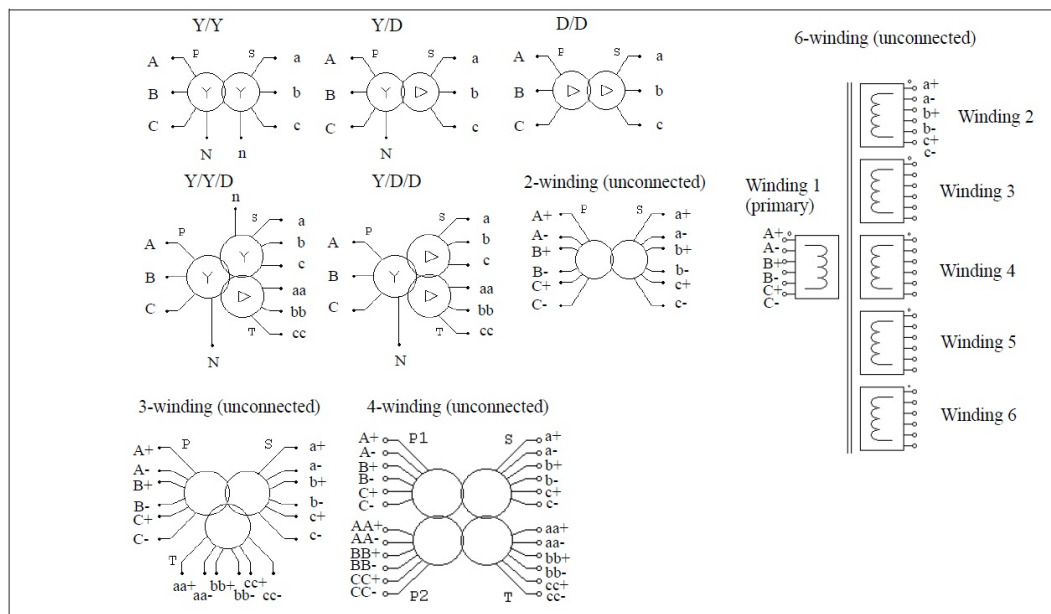 Y/Y
P
S
A
B
C
a
b
c
N
n
Y
Y
Y/D
P
S
A
B
C
a
b
c
N
Y
D/D
P
S
A
B
C
a
b
c
6-winding (unconnected)
Winding 1
(primary)
A+
A-
B+
B-
C+
C-
a+
a-
b+
b-
c+
c-
Winding 2
Winding 3
Winding 4
Winding 5
Winding 6
Y/Y/D
n
P
S
A
B
C
a
b
c
aa
bb
cc
T
N
Y
Y
Y/D/D
P
S
A
B
C
a
b
c
aa
bb
cc
T
N
Y
2-winding (unconnected)
P
S
A+
A-
B+
B-
C+
C-
a+
a-
b+
b-
c+
c-
3-winding (unconnected)
P
S
A+
A-
B+
B-
C+
C-
a+
a-
b+
b-
c+
c-
T
aa+
aa-
bb+
bb-
cc+
cc-
4-winding (unconnected)
P1
S
A+
A-
B+
B-
C+
C-
a+
a-
b+
b-
c+
c-
AA+
AA-
BB+
BB-
CC+
CC-
aa+
aa-
bb+
bb-
cc+
cc-
P2
T